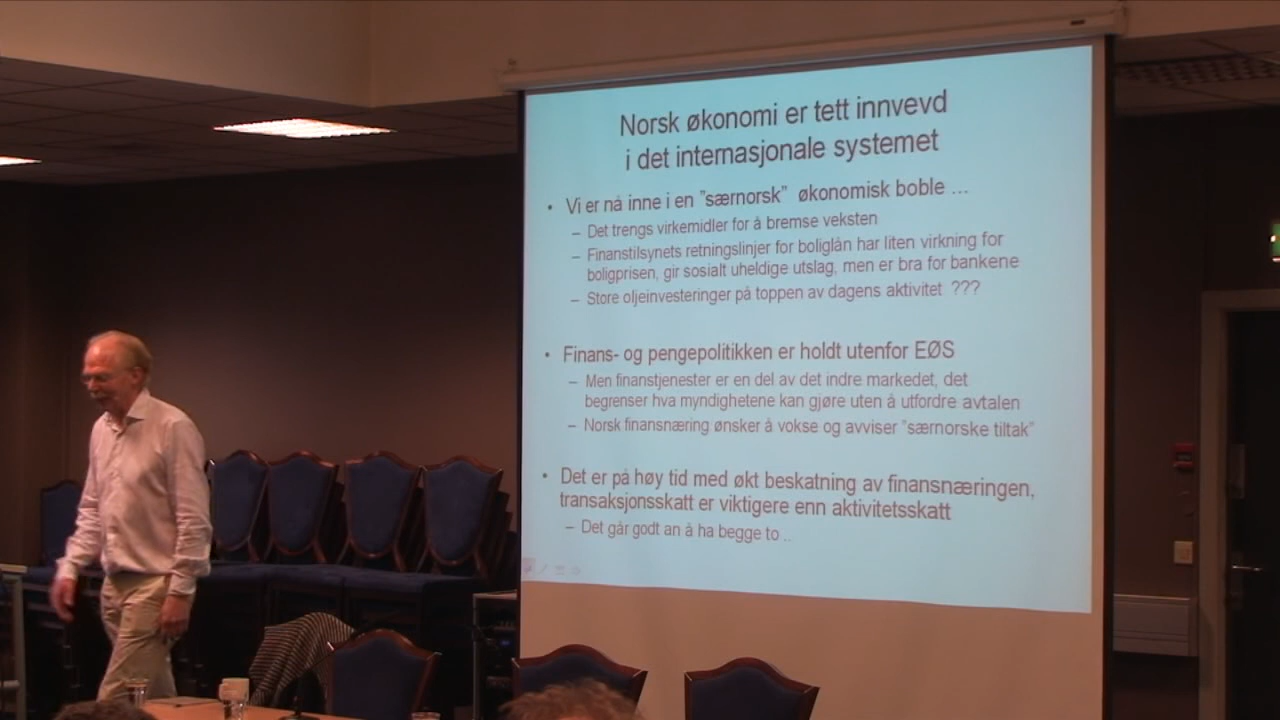 Norsk økonomi er tett innvevd
i det internasjonale systemet
• Vi er nå inne i en "særnorsk" økonomisk boble ...
– Det trengs virkemidler for å bremse veksten
– Finanstilsynets retningslinjer for boliglån har liten virkning for
boligprisen, gir sosialt uheldige utslag, men er bra for bankene
– Store oljeinvesteringer på toppen av dagens aktivitet ???
• Finans- og pengepolitikken er holdt utenfor EØS
– Men finanstjenester er en del av det indre markedet, det
begrenser hva myndighetene kan gjøre uten å utfordre avtalen
– Norsk finansnæring ønsker å vokse og avviser "særnorske tiltak"
• Det er på høy tid med økt beskatning av finansnæringen,
transaksjonsskatt er viktigere enn aktivitetsskatt
– Det går godt an å ha begge to ..